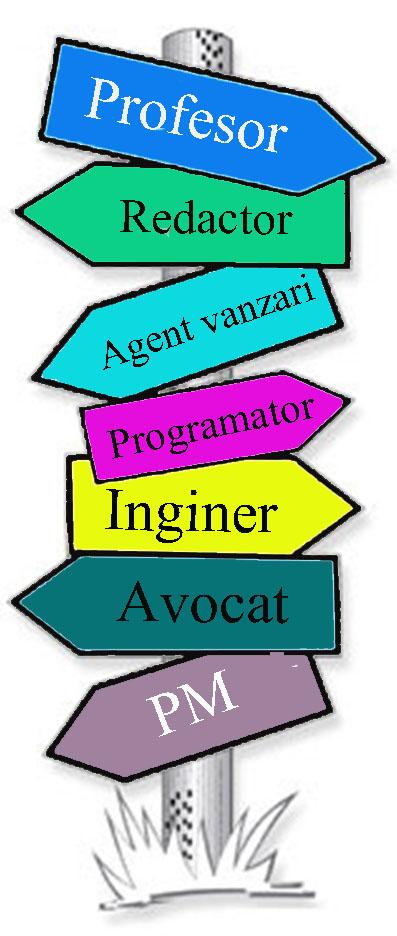 Profesor
Redactor
Agent vanzari
Programator
Inginer
Avocat
PM